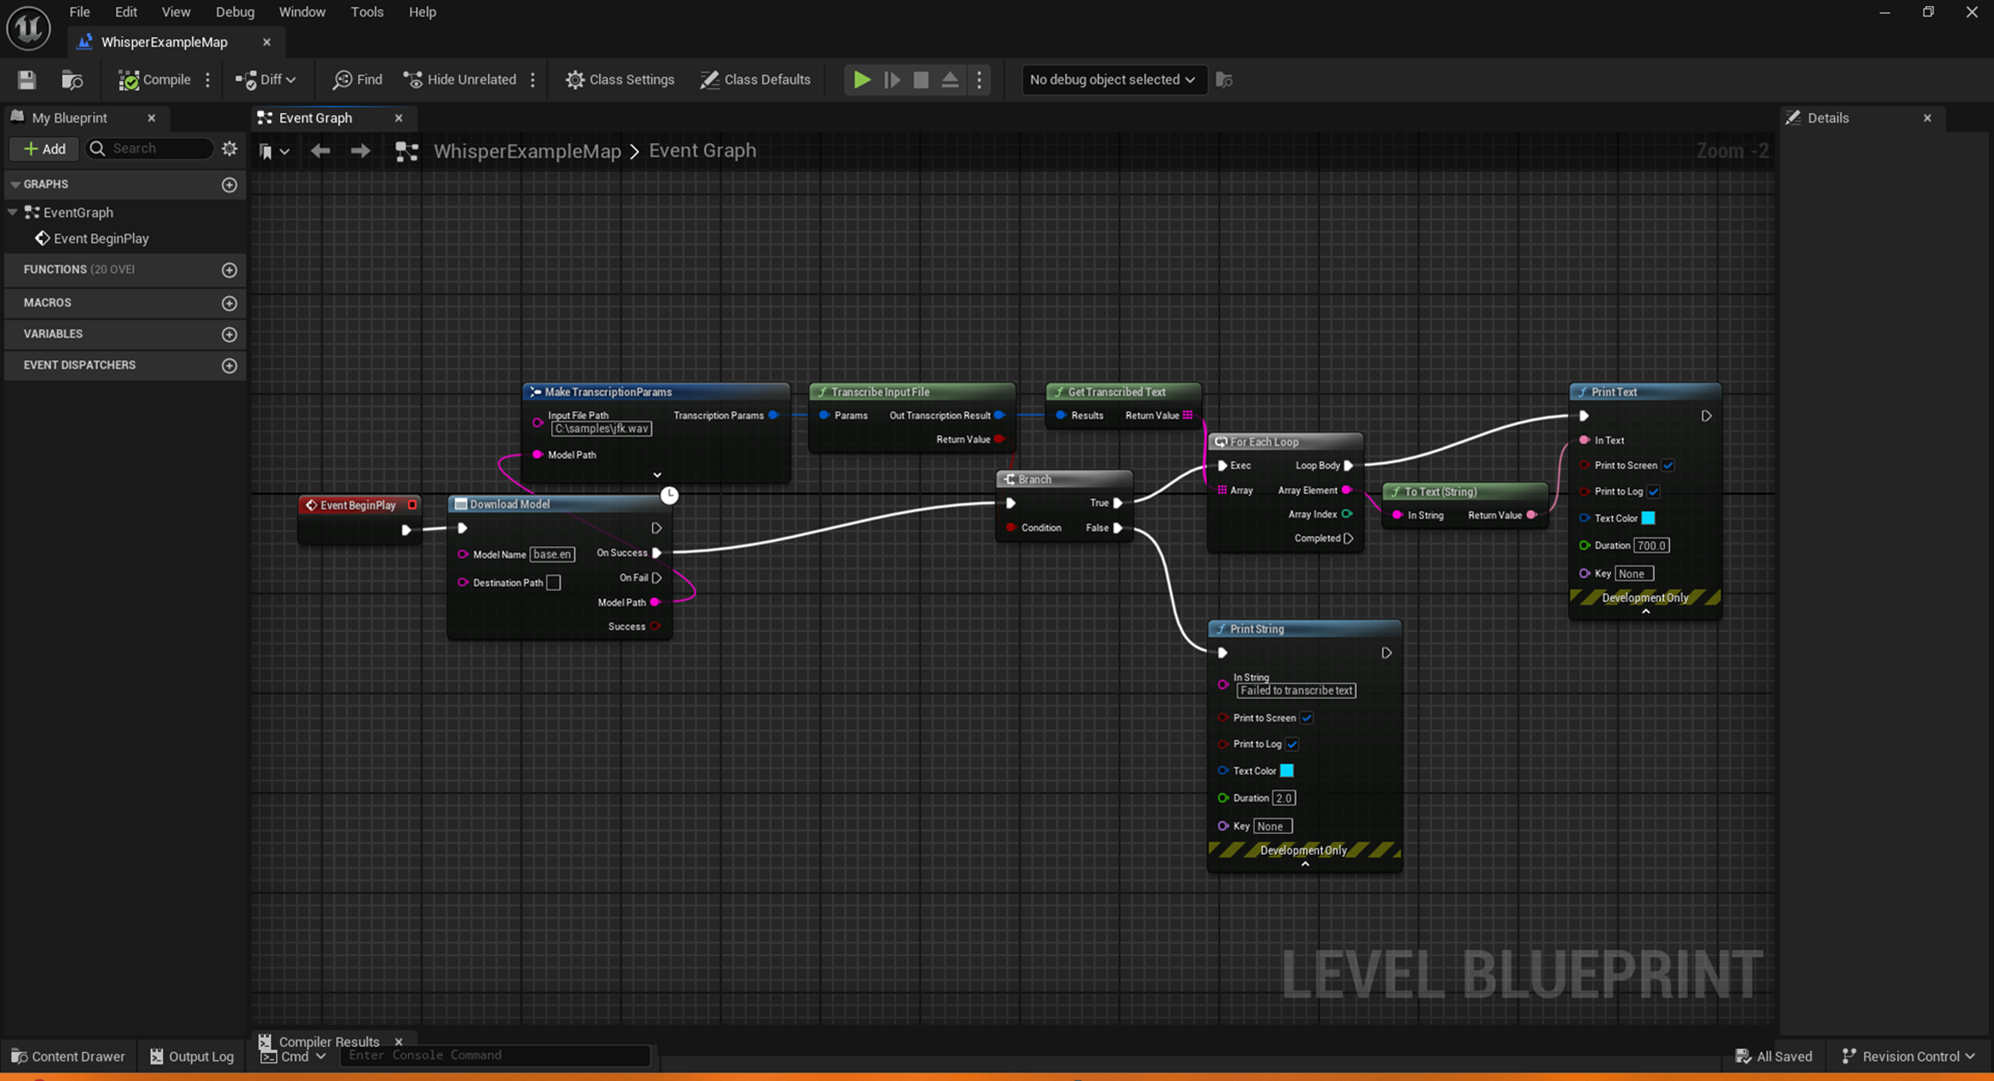 File Edit View Debug Window Tools Help
WhisperExampleMap
Compile Diff Find Hide Unrelated Class Settings Class Defaults No debug object selected
My Blueprint
Add Search
GRAPHS
EventGraph
Event BeginPlay
FUNCTIONS (20 OVEI
MACROS
VARIABLES
EVENT DISPATCHERS
Event Graph
WhisperExampleMap > Event Graph
Zoom -2
Make TranscriptionParams
Input File Path
C:\samples\jfk.wav
Transcription Params
Model Path
Transcribe Input File
Params Out Transcription Result
Return Value
Get Transcribed Text
Results Return Value
Event BeginPlay
Download Model
Model Name base.en On Success
On Fail
Destination Path
Model Path
Success
Branch
True
Condition False
For Each Loop
Exec Loop Body
Array Array Element
Array Index
Completed
To Text (String)
In String Return Value
Print Text
In Text
Print to Screen
Print to Log
Text Color
Duration 700.0
Key None
Development Only
Print String
In String
Failed to transcribe text
Print to Screen
Print to Log
Text Color
Duration 2.0
Key None
Development Only
LEVEL BLUEPRINT
Details
Compiler Results
Content Drawer Output Log Cmd Enter Console Command All Saved Revision Control